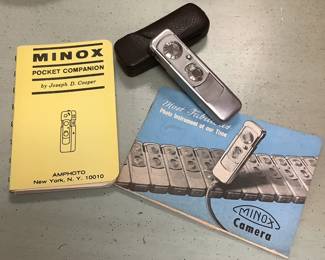 MINOX
POCKET COMPANION
by Joseph D. Cooper
AMPHOTO
New York, N. Y. 10010
Most Fabulous
Photo Instrument of our Time
MINOX
Camera